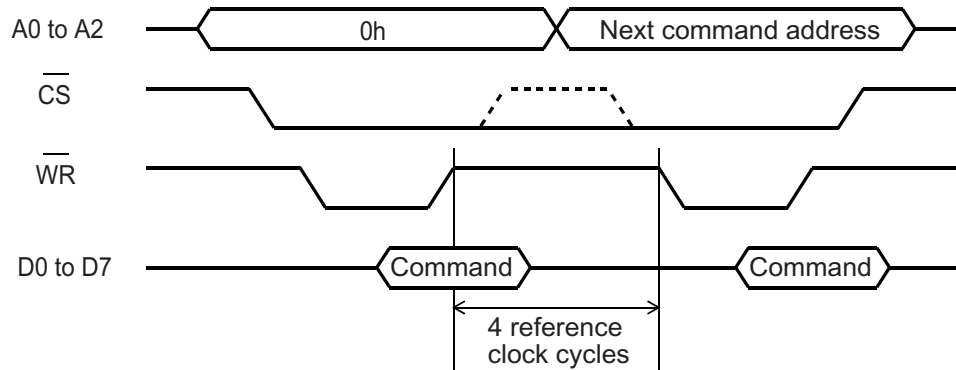 A0 to A2
0h
Next command address
CS
WR
D0 to D7
Command
Command
4 reference
clock cycles